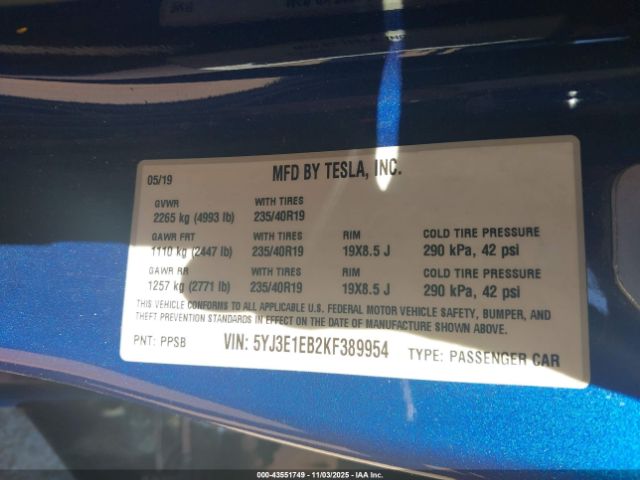 05/19 MFD BY TESLA, INC.
GVWR WITH TIRES
2265 kg (4993 lb) 235/40R19
GAWR FRT WITH TIRES RIM COLD TIRE PRESSURE
1110 kg (2447 lb) 235/40R19 19X8.5 J 290 kPa, 42 psi
GAWR RR WITH TIRES RIM COLD TIRE PRESSURE
1257 kg (2771 lb) 235/40R19 19X8.5 J 290 kPa, 42 psi
THIS VEHICLE CONFORMS TO ALL APPLICABLE U.S. FEDERAL MOTOR VEHICLE SAFETY, BUMPER, AND
THEFT PREVENTION STANDARDS IN EFFECT ON THE DATE OF MANUFACTURE SHOWN ABOVE.
PNT: PPSB VIN: 5YJ3E1EB2KF389954 TYPE: PASSENGER CAR
000-43551749 - 11/03/2025 - IAAI.COM